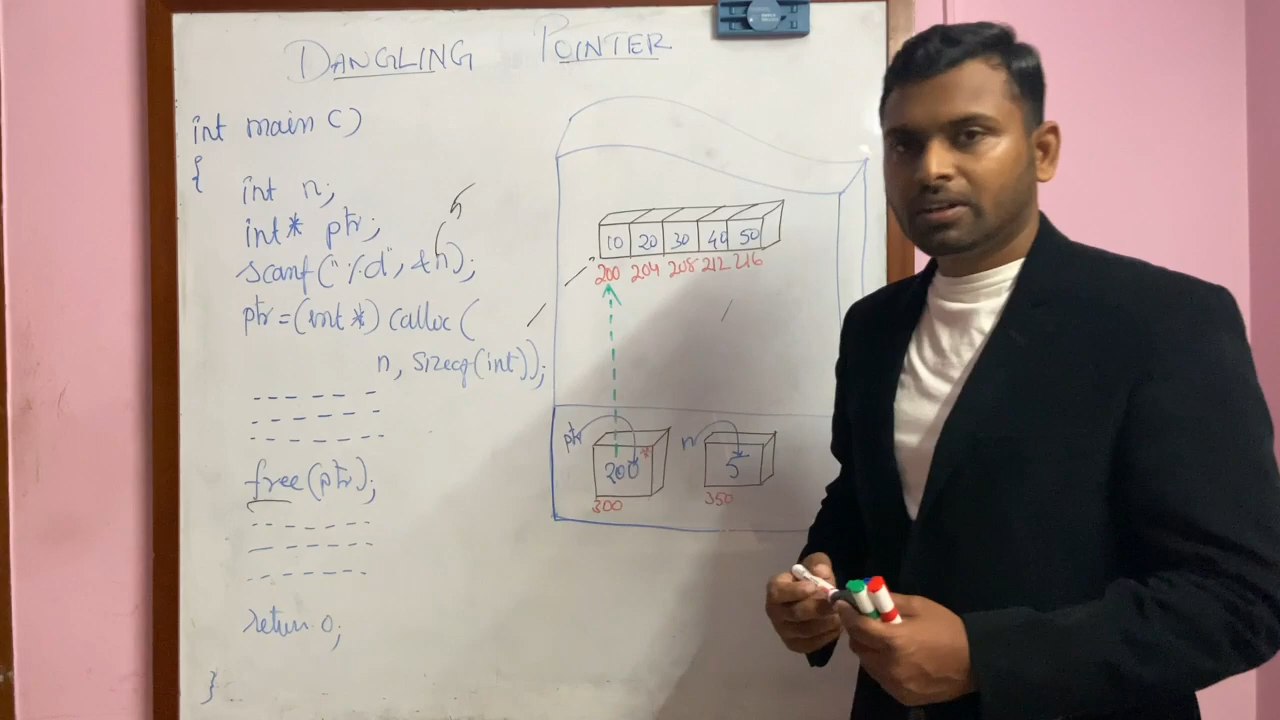 DANGLING POINTER
int main ()
{
int n;
int* ptr;
5
scanf("%d", &n);
ptr=(int*) calloc (
n, sizeof(int));
free(ptr);
return 0;
}
10 20 30 40 50
200 204 208 212 216
ptr 200
300
n 5
350